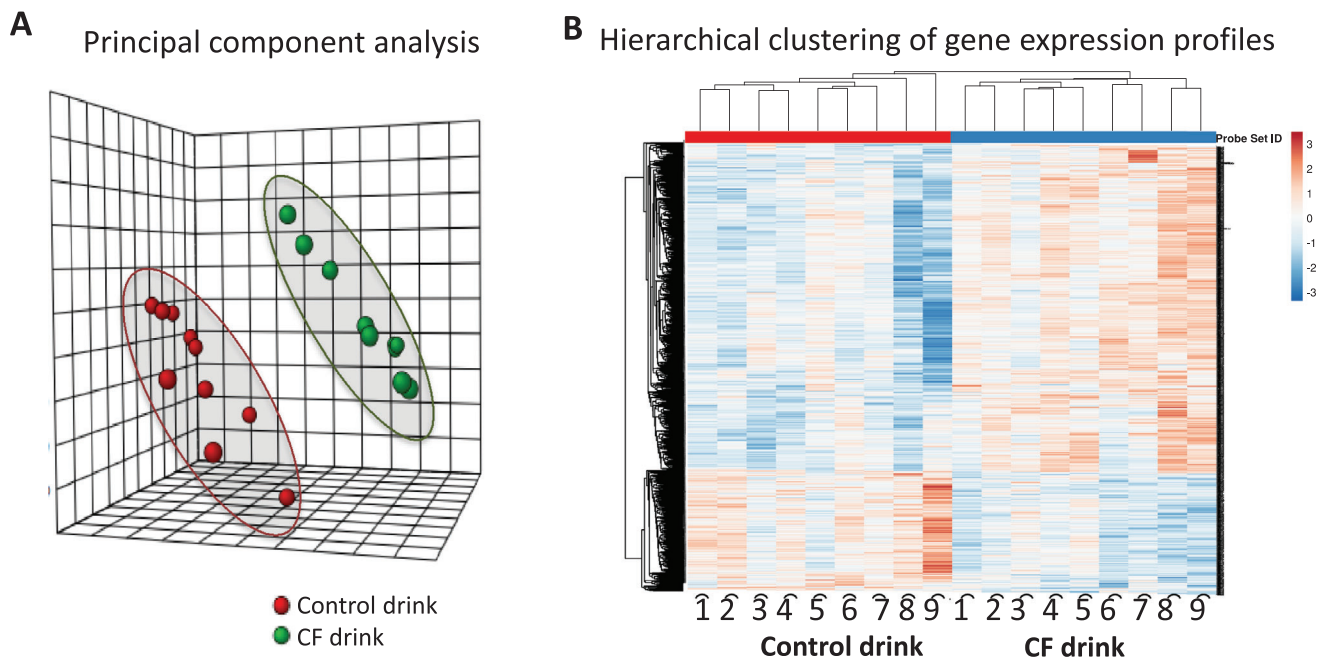 A
Principal component analysis
Control drink
CF drink
B
Hierarchical clustering of gene expression profiles
Probe Set ID
3
2
1
0
-1
-2
-3
1 2 3 4 5 6 7 8 9 1 2 3 4 5 6 7 8 9
Control drink CF drink